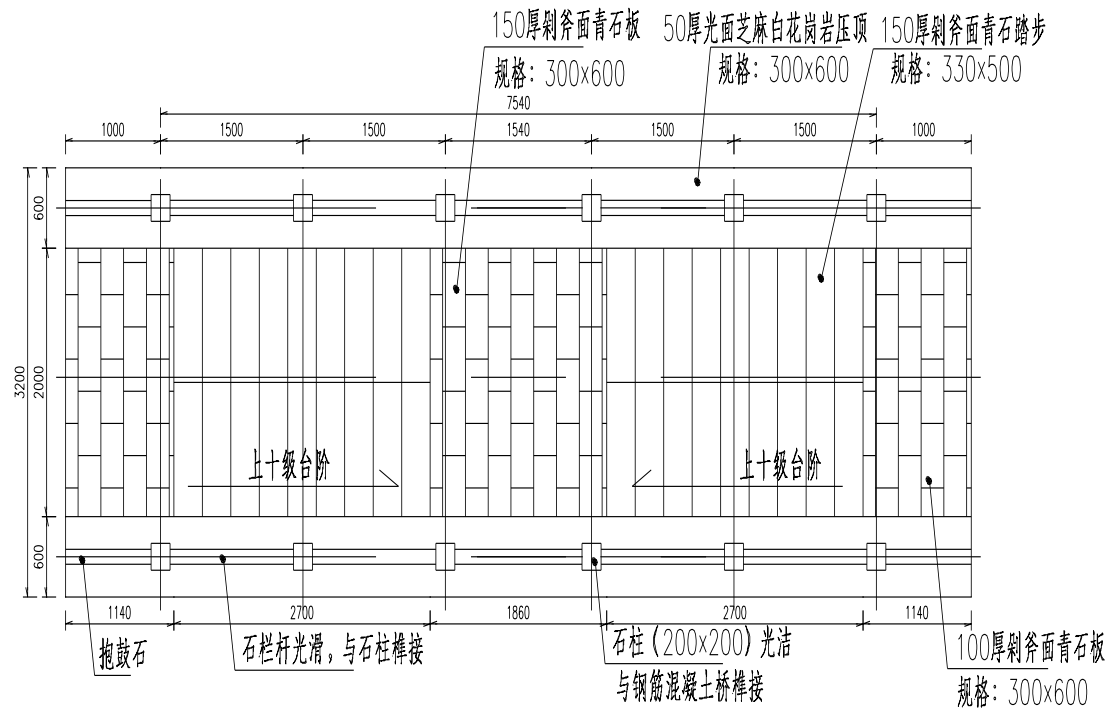 150厚剁斧面青石板
规格：300x600
50厚光面芝麻白花岗岩压顶
规格：300x600
150厚剁斧面青石踏步
规格：330x500
7540
1000
1500
1500
1540
1500
1500
1000
600
3200
2000
600
上十级台阶
上十级台阶
1140
2700
1860
2700
1140
抱鼓石
石栏杆光滑，与石柱榫接
石柱（200x200）光洁
与钢筋混凝土桥榫接
100厚剁斧面青石板
规格：300x600